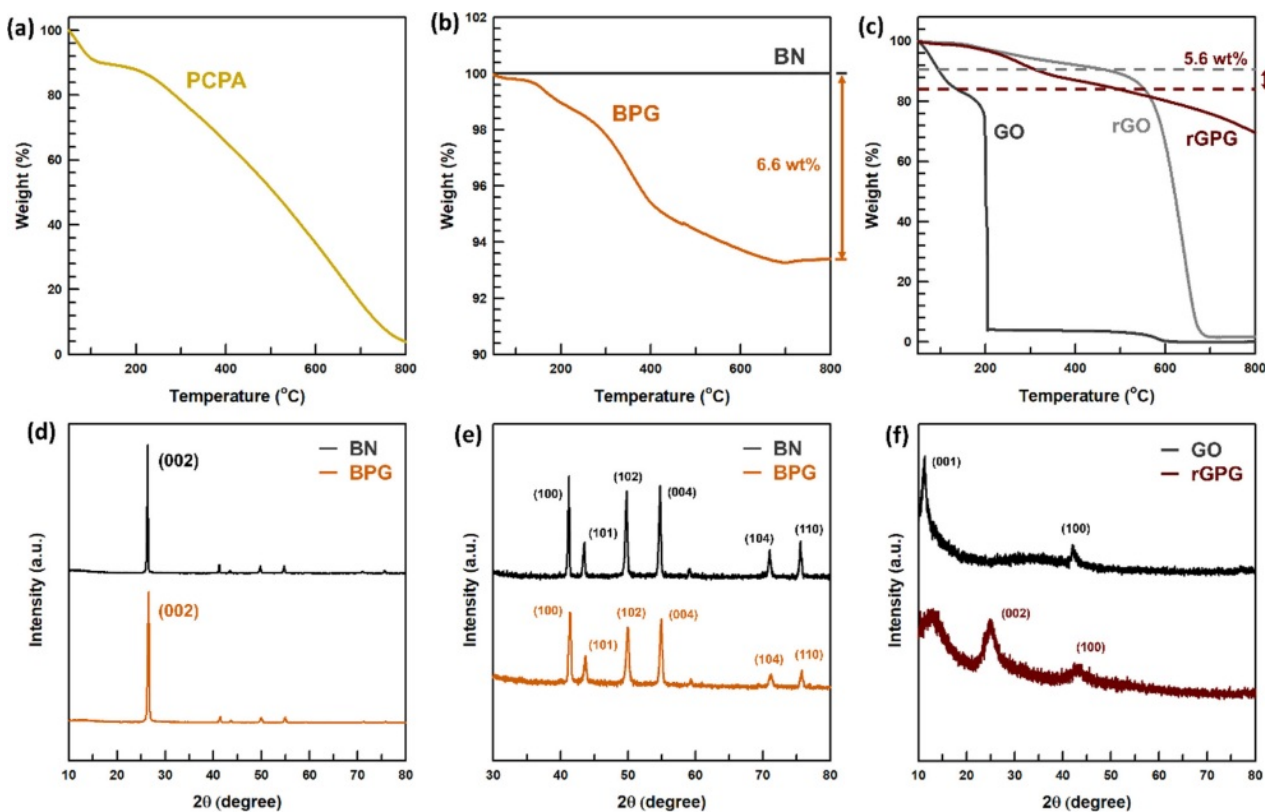 (a)
100
80
60
40
20
0
PCPA
Weight (%)
200 400 600 800
Temperature (°C)
(b)
102
100
98
96
94
92
90
BN
BPG
6.6 wt%
Weight (%)
200 400 600 800
Temperature (°C)
(c)
100
80
60
40
20
0
5.6 wt%
GO
rGO
rGPG
Weight (%)
200 400 600 800
Temperature (°C)
(d)
BN
BPG
(002)
(002)
Intensity (a.u.)
10 20 30 40 50 60 70 80
2θ (degree)
(e)
BN
BPG
(100) (101) (102) (004) (104) (110)
(100) (101) (102) (004) (104) (110)
Intensity (a.u.)
30 40 50 60 70 80
2θ (degree)
(f)
GO
rGPG
(001) (100)
(002) (100)
Intensity (a.u.)
10 20 30 40 50 60 70 80
2θ (degree)